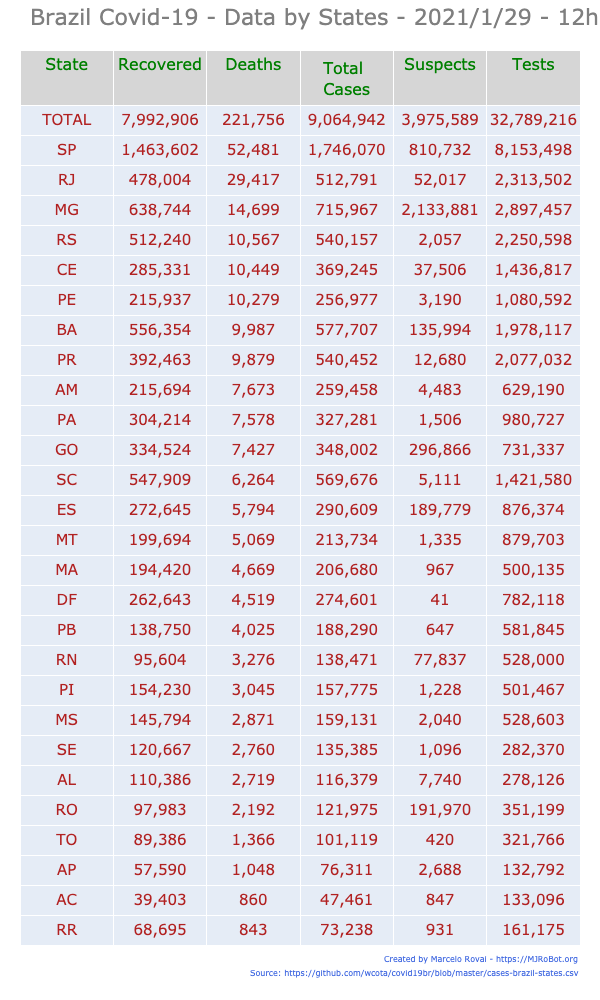 Brazil Covid-19 - Data by States - 2021/1/29 - 12h
State Recovered Deaths Total Cases Suspects Tests
TOTAL 7,992,906 221,756 9,064,942 3,975,589 32,789,216
SP 1,463,602 52,481 1,746,070 810,732 8,153,498
RJ 478,004 29,417 512,791 52,017 2,313,502
MG 638,744 14,699 715,967 2,133,881 2,897,457
RS 512,240 10,567 540,157 2,057 2,250,598
CE 285,331 10,449 369,245 37,506 1,436,817
PE 215,937 10,279 256,977 3,190 1,080,592
BA 556,354 9,987 577,707 135,994 1,978,117
PR 392,463 9,879 540,452 12,680 2,077,032
AM 215,694 7,673 259,458 4,483 629,190
PA 304,214 7,578 327,281 1,506 980,727
GO 334,524 7,427 348,002 296,866 731,337
SC 547,909 6,264 569,676 5,111 1,421,580
ES 272,645 5,794 290,609 189,779 876,374
MT 199,694 5,069 213,734 1,335 879,703
MA 194,420 4,669 206,680 967 500,135
DF 262,643 4,519 274,601 41 782,118
PB 138,750 4,025 188,290 647 581,845
RN 95,604 3,276 138,471 77,837 528,000
PI 154,230 3,045 157,775 1,228 501,467
MS 145,794 2,871 159,131 2,040 528,603
SE 120,667 2,760 135,385 1,096 282,370
AL 110,386 2,719 116,379 7,740 278,126
RO 97,983 2,192 121,975 191,970 351,199
TO 89,386 1,366 101,119 420 321,766
AP 57,590 1,048 76,311 2,688 132,792
AC 39,403 860 47,461 847 133,096
RR 68,695 843 73,238 931 161,175
Created by Marcelo Rovai - https://MJRoBot.org
Source: https://github.com/wcota/covid19br/blob/master/cases-brazil-states.csv